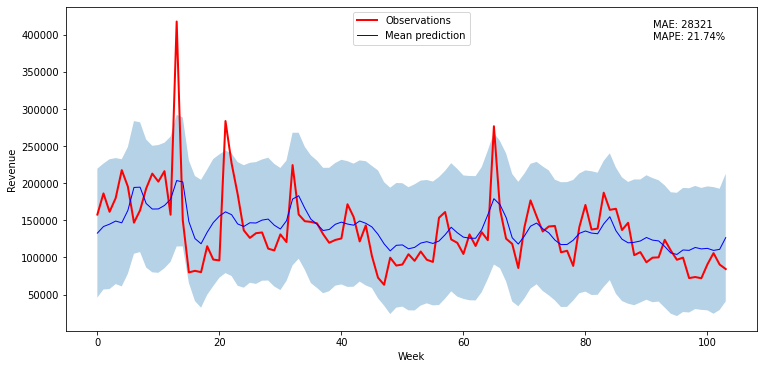 Observations
Mean prediction
MAE: 28321
MAPE: 21.74%
Revenue
400000
350000
300000
250000
200000
150000
100000
50000
0
20
40
60
80
100
Week